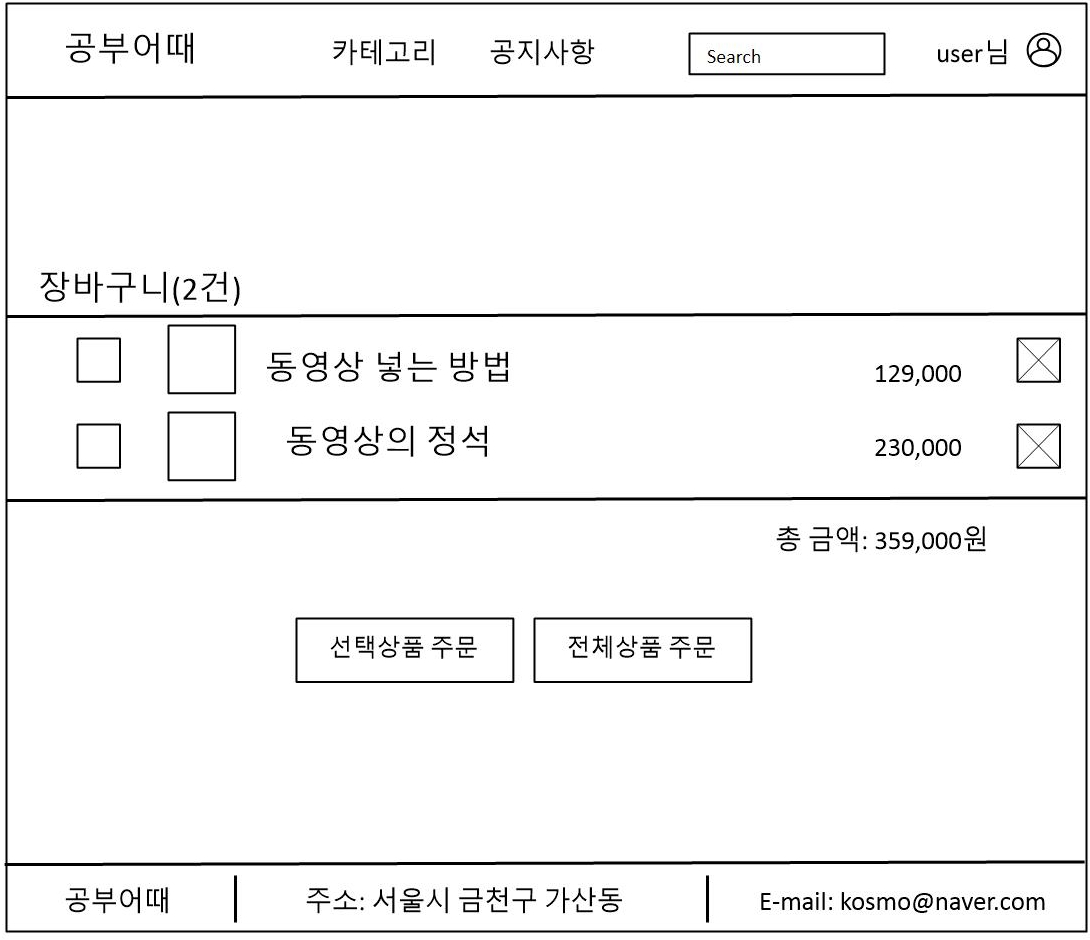 공부어때 카테고리 공지사항 Search user님
장바구니(2건)
동영상 넣는 방법 129,000
동영상의 정석 230,000
총 금액: 359,000원
선택상품 주문 전체상품 주문
공부어때 주소: 서울시 금천구 가산동 E-mail: kosmo@naver.com